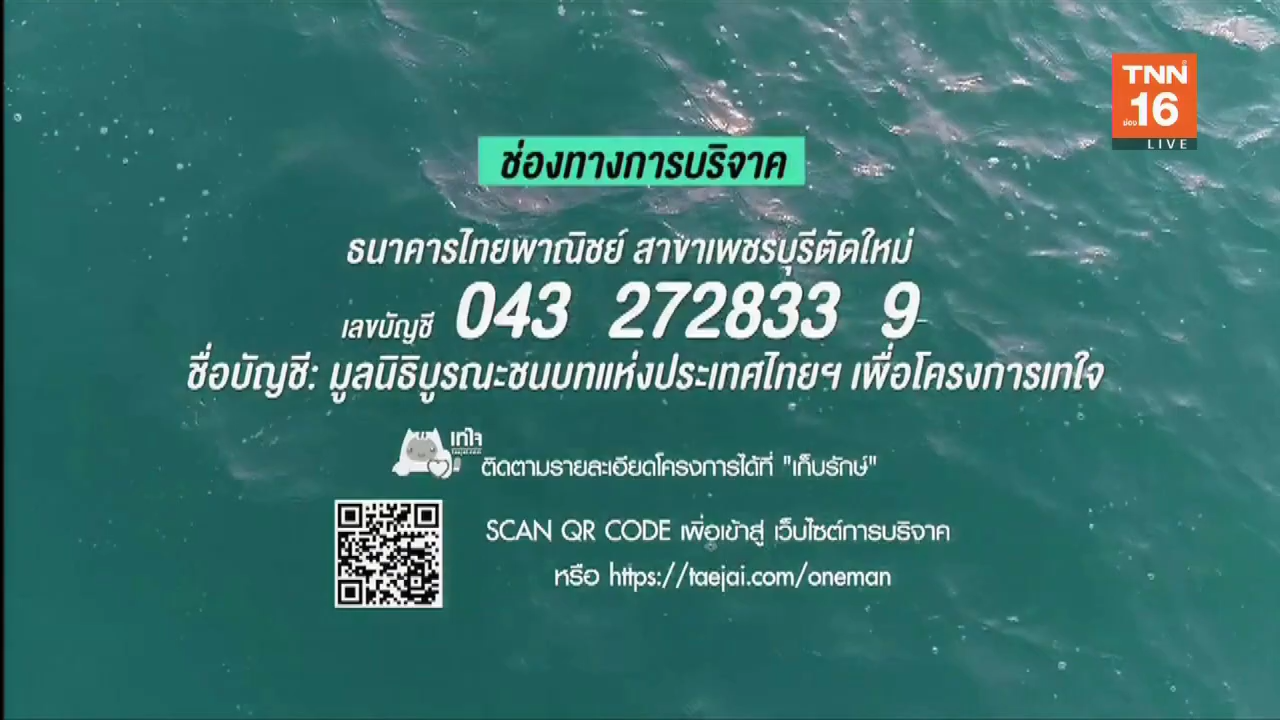 TNN
ช่อง 16
LIVE
ช่องทางการบริจาค
ธนาคารไทยพาณิชย์ สาขาเพชรบุรีตัดใหม่
เลขบัญชี 043 272833 9
ชื่อบัญชี: มูลนิธิบูรณะชนบทแห่งประเทศไทยฯ เพื่อโครงการเทใจ
เทใจ
taejai.com
ติดตามรายละเอียดโครงการได้ที่ "เก็บรักษ์"
SCAN QR CODE เพื่อเข้าสู่ เว็บไซต์การบริจาค
หรือ https://taejai.com/oneman